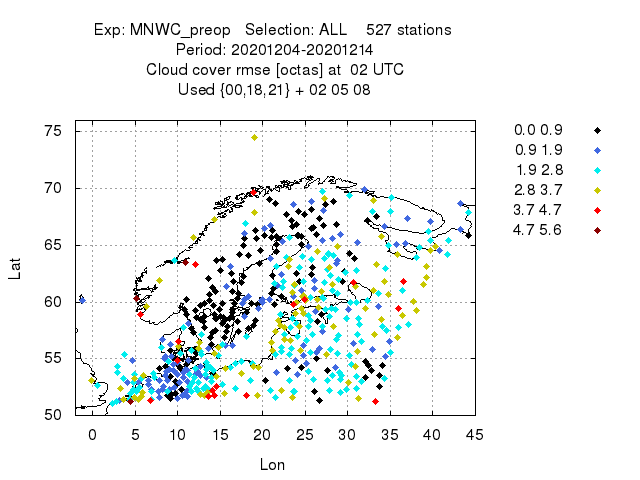 Exp: MNWC_preop   Selection: ALL    527 stations
Period: 20201204-20201214
Cloud cover rmse [octas] at  02 UTC
Used {00,18,21} + 02 05 08
75
70
65
60
55
50
0 5 10 15 20 25 30 35 40 45
Lat
Lon
0.0 0.9
0.9 1.9
1.9 2.8
2.8 3.7
3.7 4.7
4.7 5.6